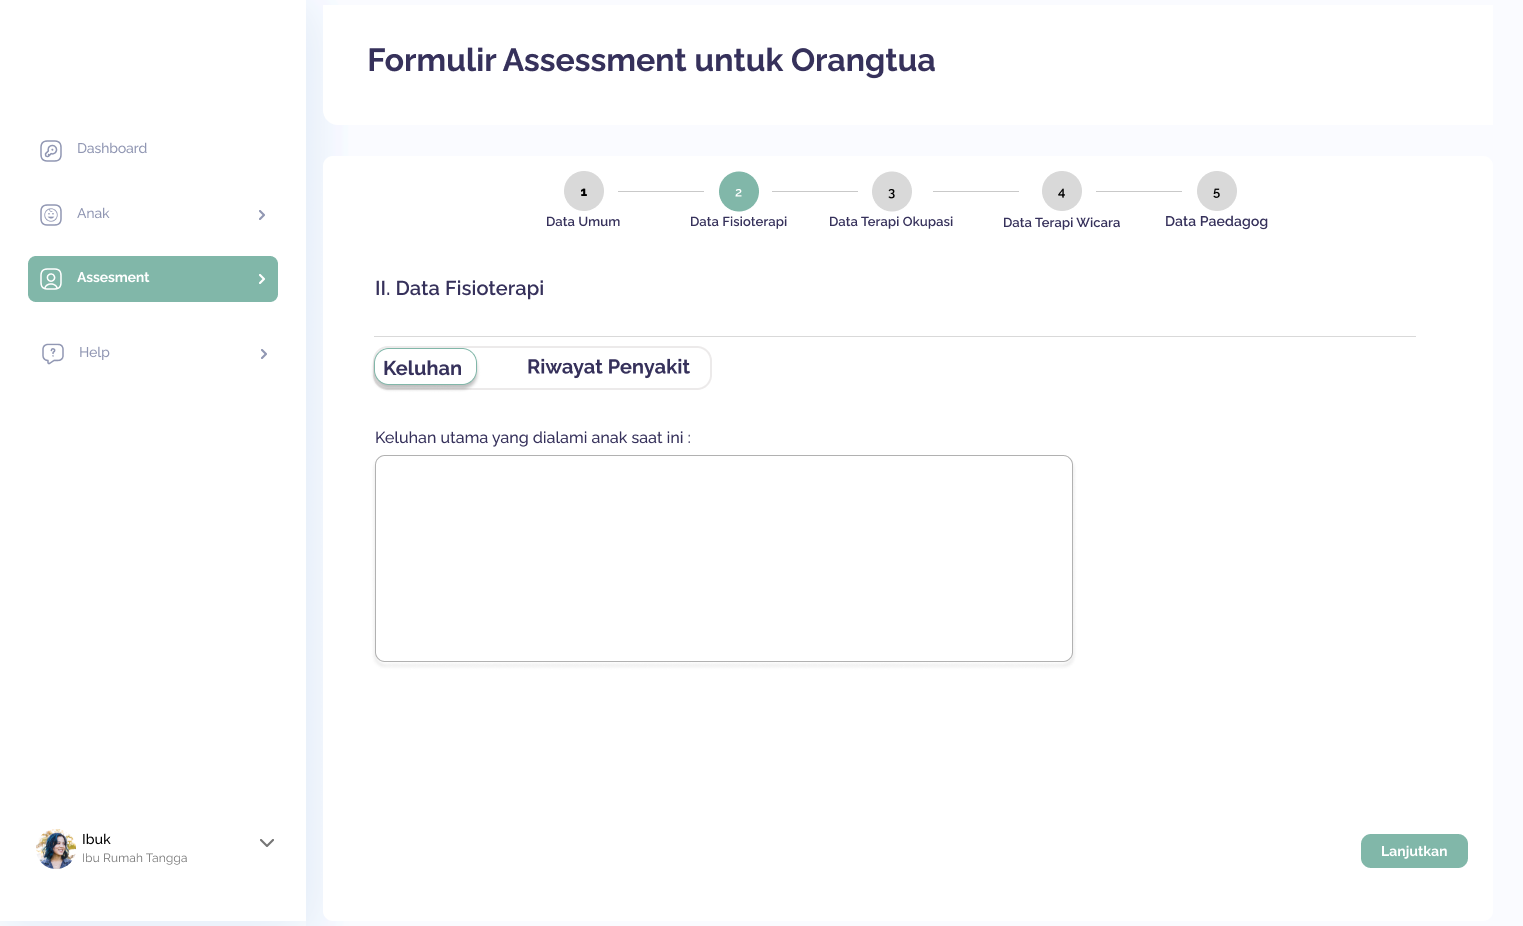 Formulir Assessment untuk Orangtua
Dashboard
Anak
Assesment
Help
1
2
3
4
5
Data Umum
Data Fisioterapi
Data Terapi Okupasi
Data Terapi Wicara
Data Paedagog
II. Data Fisioterapi
Keluhan
Riwayat Penyakit
Keluhan utama yang dialami anak saat ini :
Ibuk
Ibu Rumah Tangga
Lanjutkan